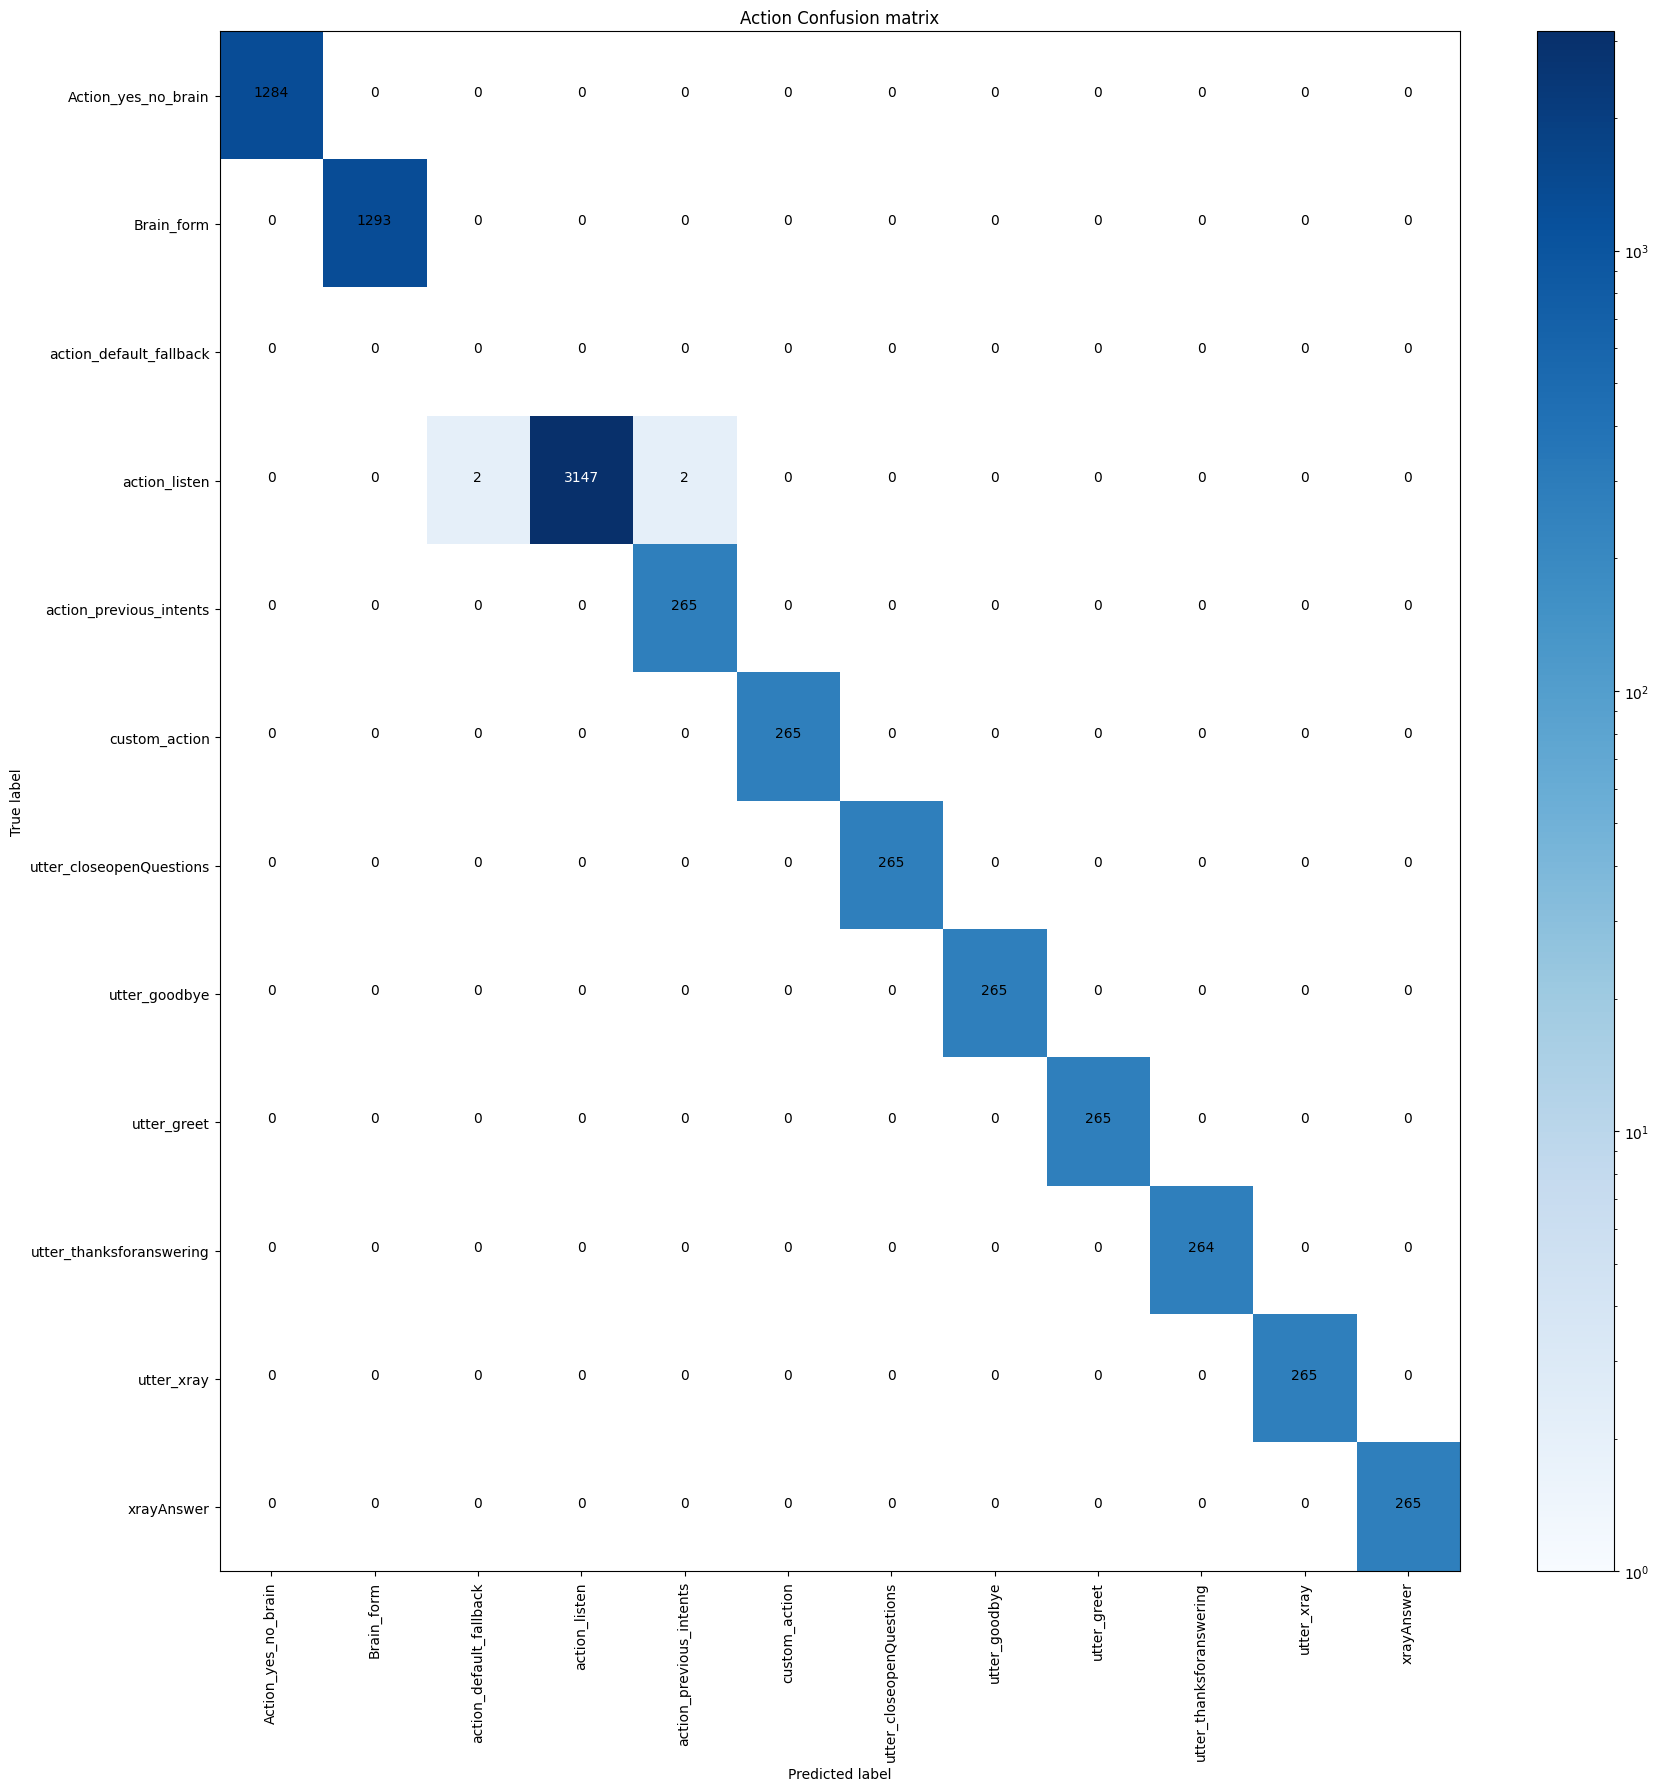 Action Confusion matrix
Action_yes_no_brain 1284 0 0 0 0 0 0 0 0 0 0 0
Brain_form 0 1293 0 0 0 0 0 0 0 0 0 0
10³
action_default_fallback 0 0 0 0 0 0 0 0 0 0 0 0
action_listen 0 0 2 3147 2 0 0 0 0 0 0 0
action_previous_intents 0 0 0 0 265 0 0 0 0 0 0 0
10²
custom_action 0 0 0 0 0 265 0 0 0 0 0 0
True label
utter_closeopenQuestions 0 0 0 0 0 0 265 0 0 0 0 0
utter_goodbye 0 0 0 0 0 0 0 265 0 0 0 0
utter_greet 0 0 0 0 0 0 0 0 265 0 0 0
10¹
utter_thanksforanswering 0 0 0 0 0 0 0 0 0 264 0 0
utter_xray 0 0 0 0 0 0 0 0 0 0 265 0
xrayAnswer 0 0 0 0 0 0 0 0 0 0 0 265
10⁰
Action_yes_no_brain
Brain_form
action_default_fallback
action_listen
action_previous_intents
custom_action
utter_closeopenQuestions
utter_goodbye
utter_greet
utter_thanksforanswering
utter_xray
xrayAnswer
Predicted label